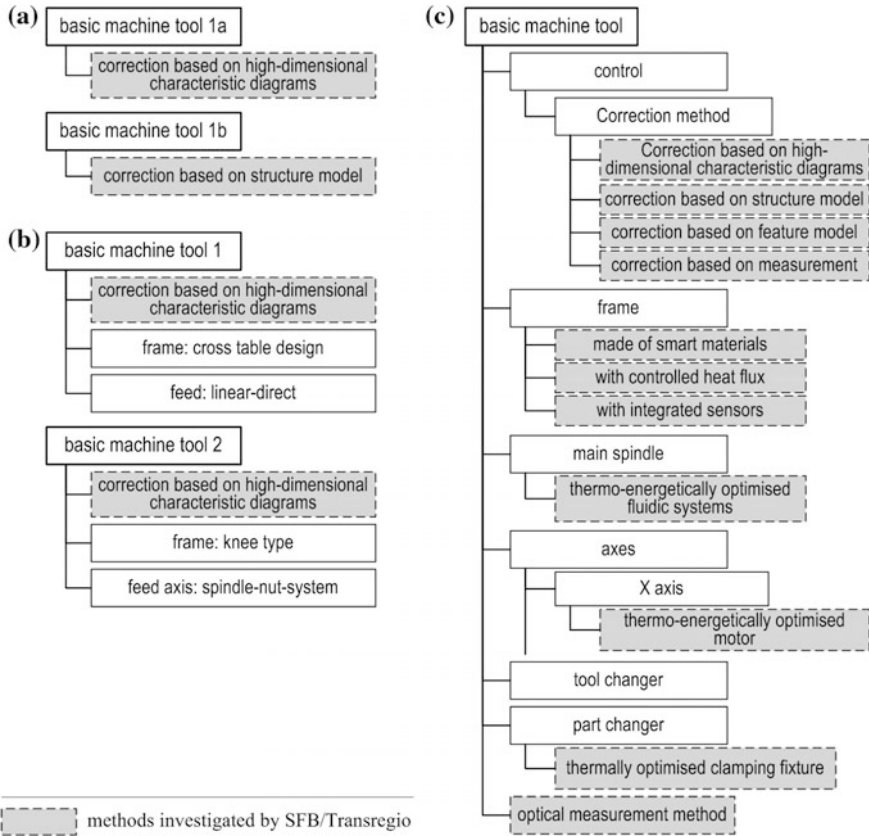 (a)
basic machine tool 1a
correction based on high-dimensional
characteristic diagrams
basic machine tool 1b
correction based on structure model
(b)
basic machine tool 1
correction based on high-dimensional
characteristic diagrams
frame: cross table design
feed: linear-direct
basic machine tool 2
correction based on high-dimensional
characteristic diagrams
frame: knee type
feed axis: spindle-nut-system
methods investigated by SFB/Transregio
(c)
basic machine tool
control
Correction method
Correction based on high-
dimensional characteristic diagrams
correction based on structure model
correction based on feature model
correction based on measurement
frame
made of smart materials
with controlled heat flux
with integrated sensors
main spindle
thermo-energetically optimised
fluidic systems
axes
X axis
thermo-energetically optimised
motor
tool changer
part changer
thermally optimised clamping fixture
optical measurement method